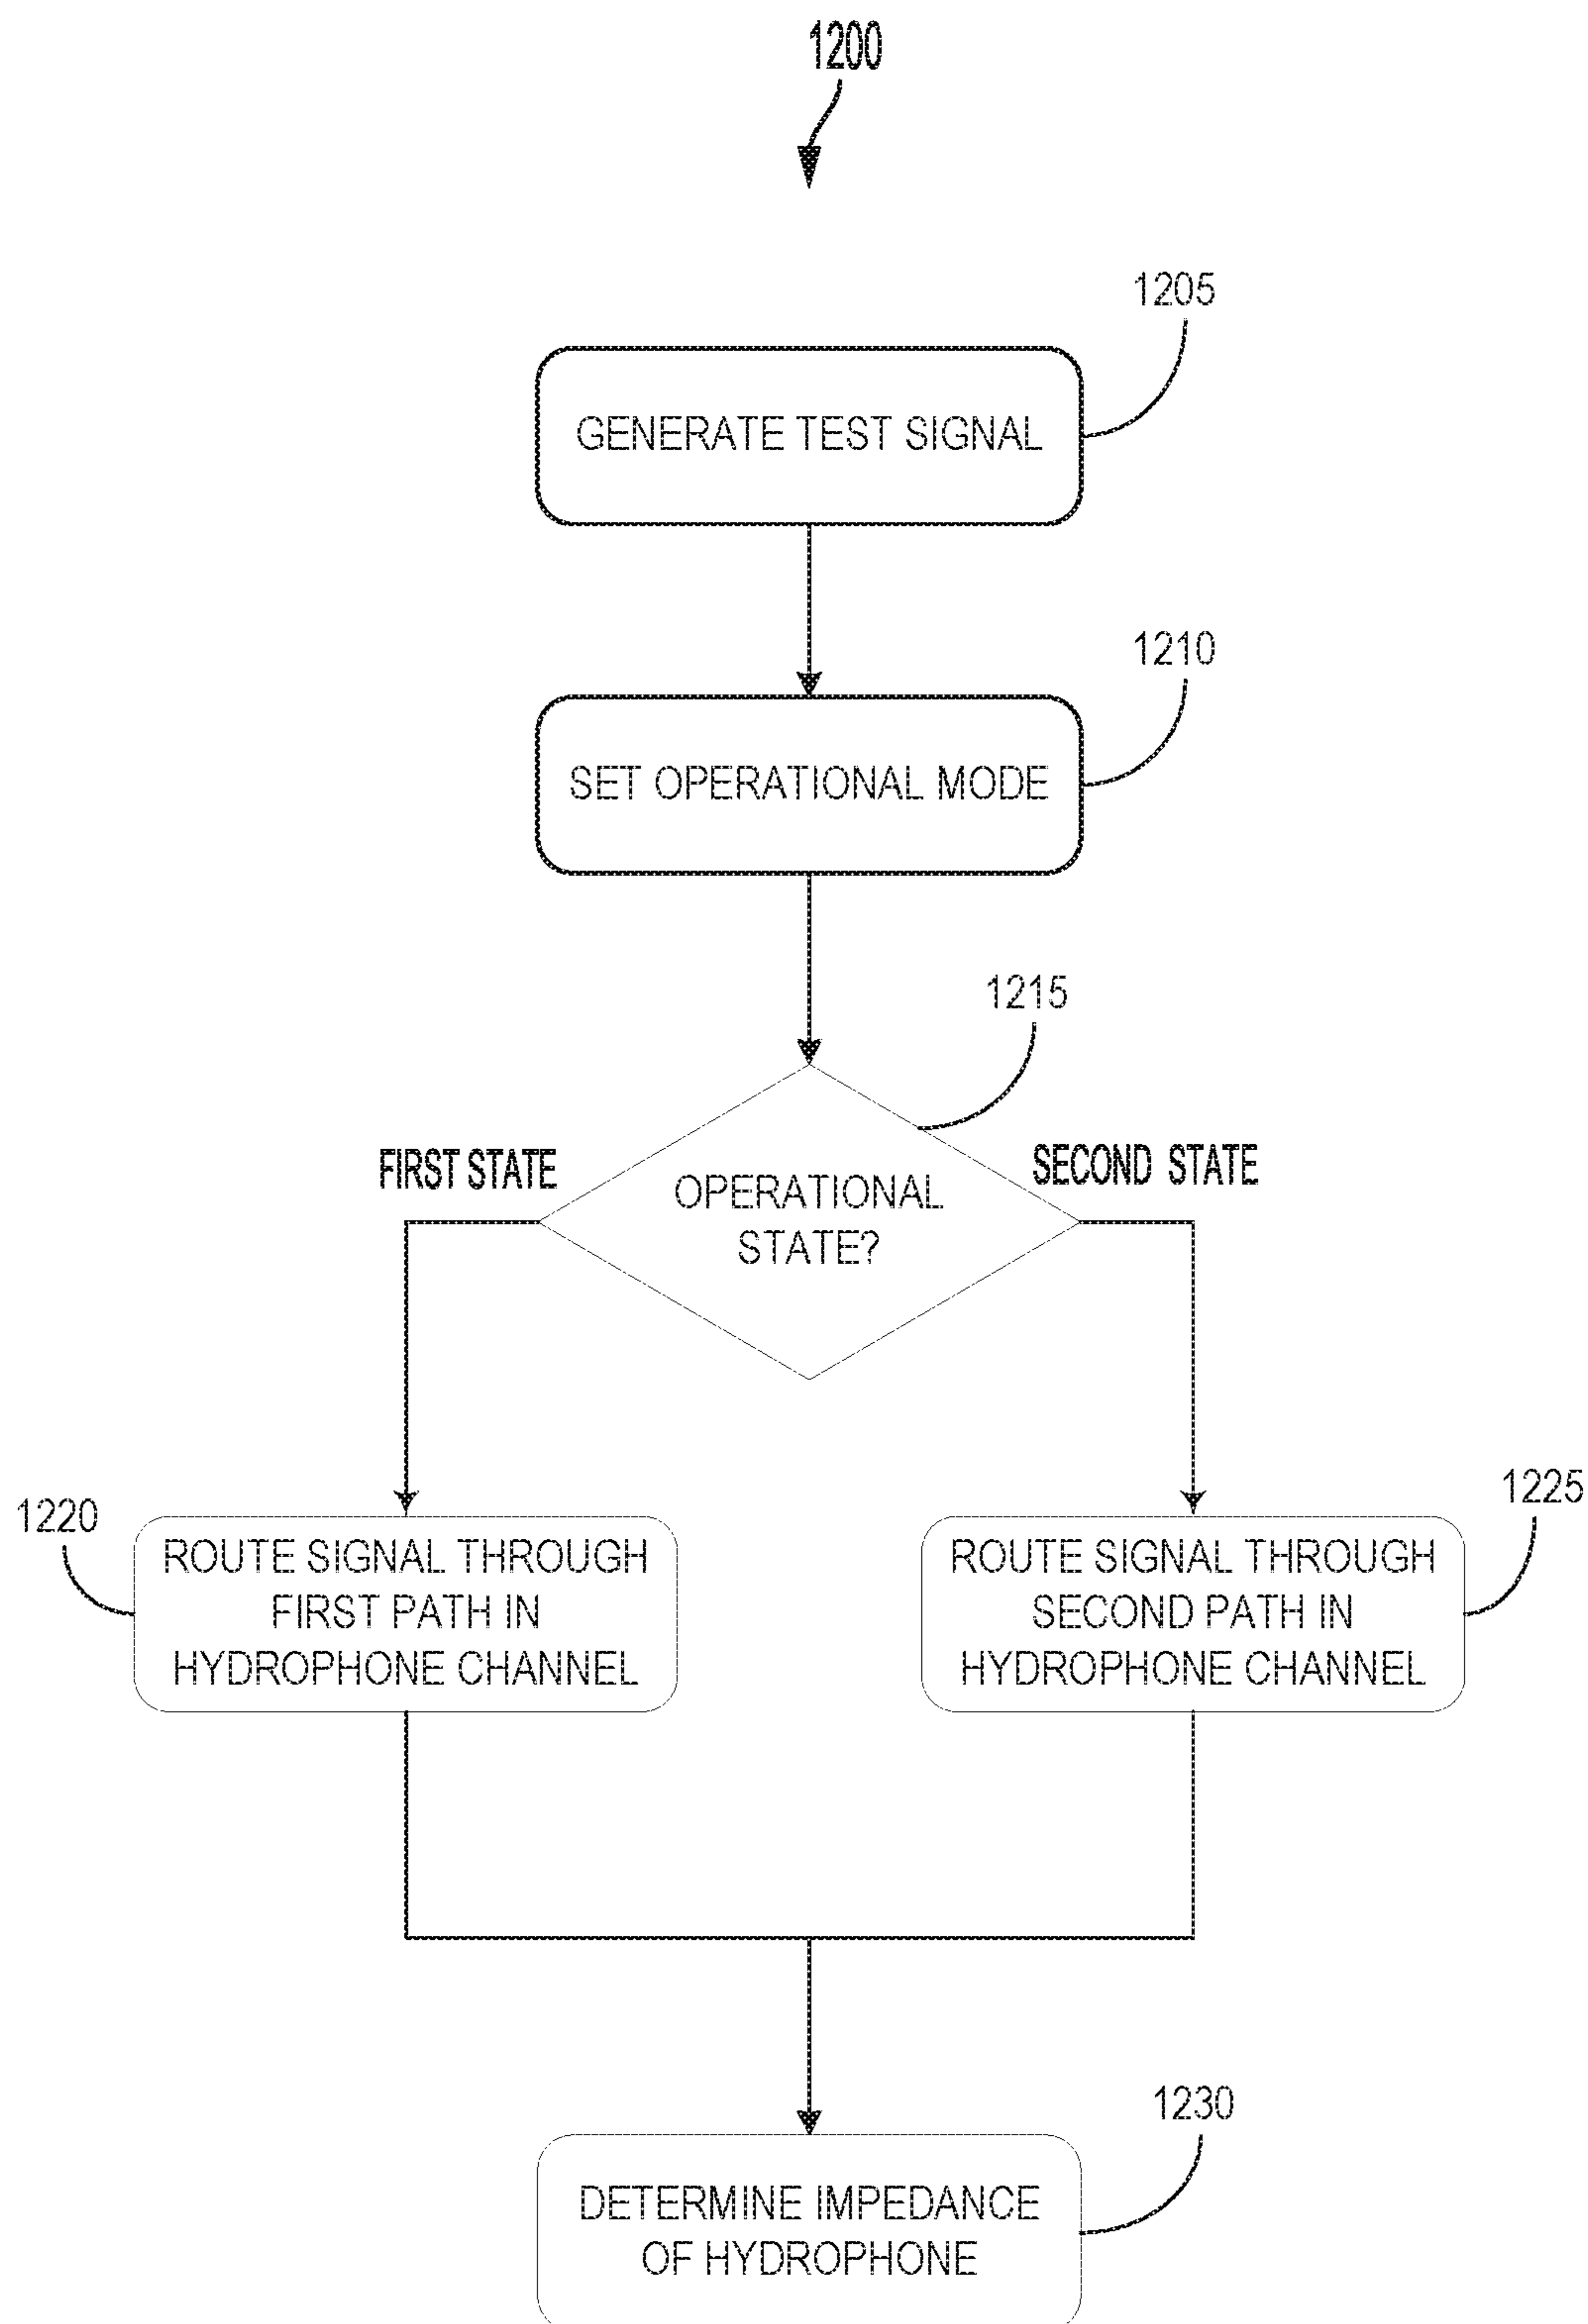 1200
1205
GENERATE TEST SIGNAL
1210
SET OPERATIONAL MODE
1215
FIRST STATE
SECOND STATE
OPERATIONAL
STATE?
1220
1225
ROUTE SIGNAL THROUGH
FIRST PATH IN
HYDROPHONE CHANNEL
ROUTE SIGNAL THROUGH
SECOND PATH IN
HYDROPHONE CHANNEL
1230
DETERMINE IMPEDANCE
OF HYDROPHONE